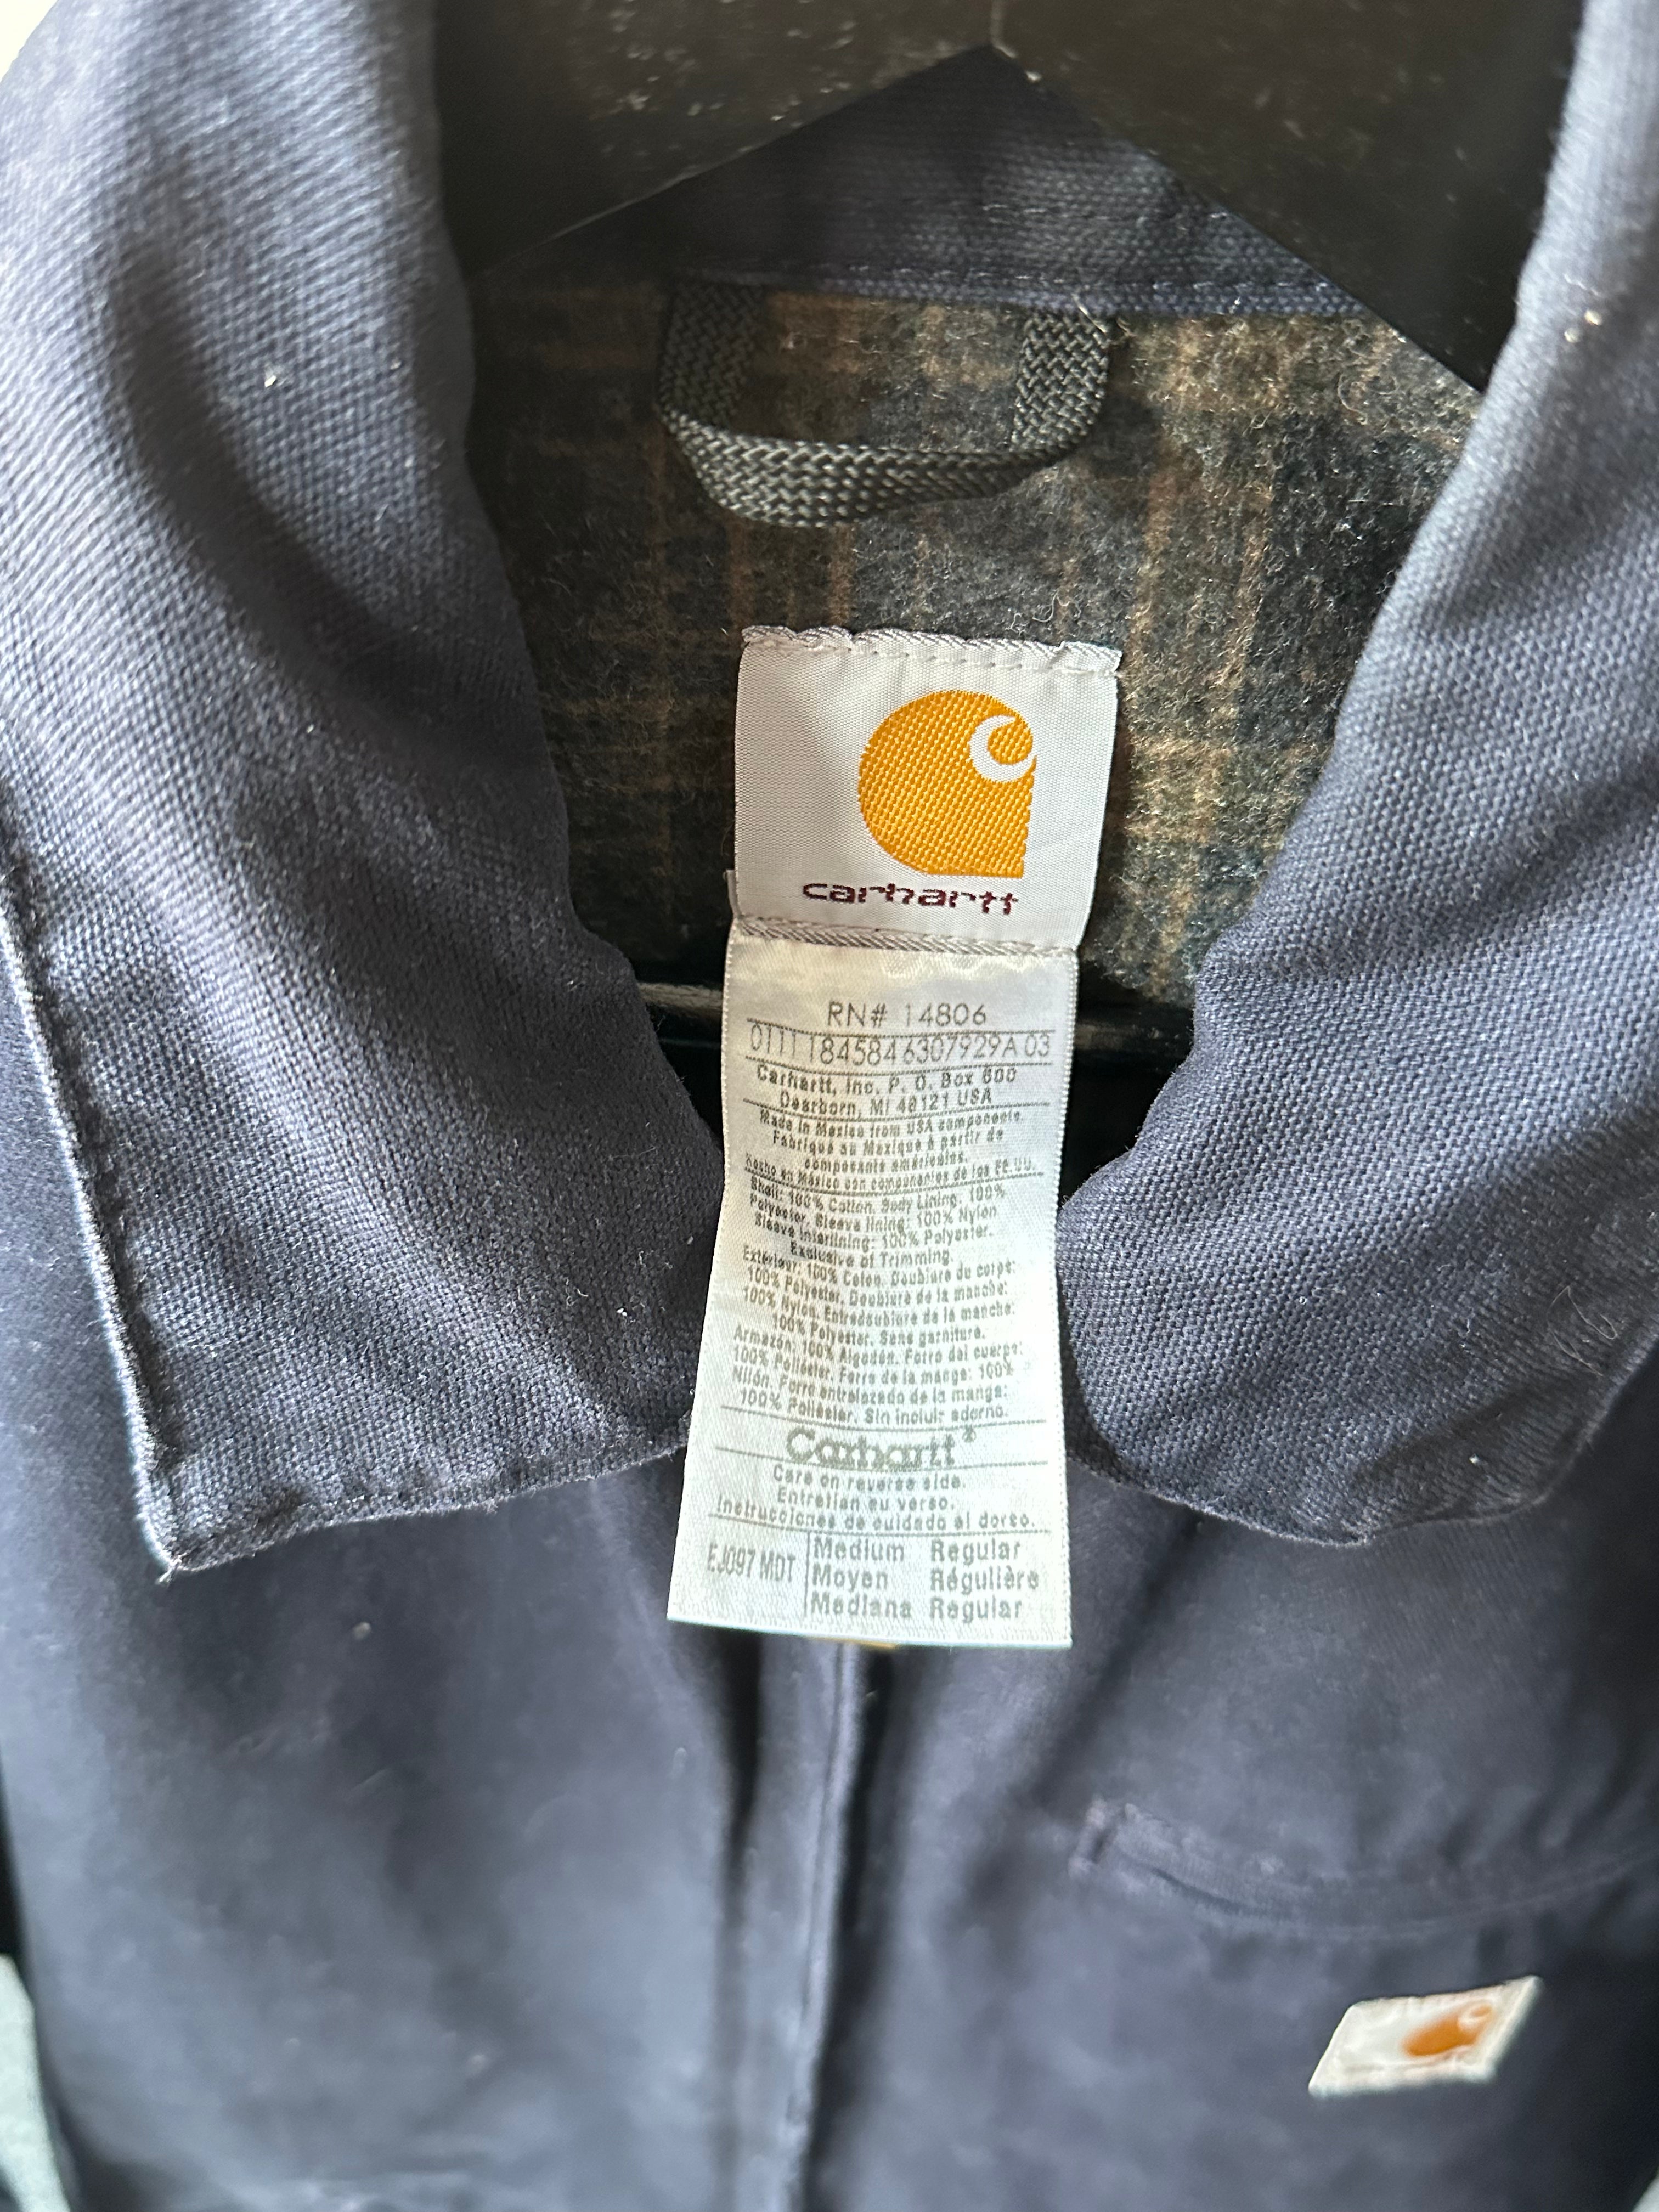 carhartt
RN# 14806
01111845846307929A 03
Carhartt, Inc. P. O. Box 600
Dearborn, MI 48121 USA
Made in Mexico from USA components.
Fabriqué au Mexique à partir de
composants américains.
Hecho en México con componentes de los EE.UU.
Shell: 100% Cotton. Body Lining: 100%
Polyester. Sleeve lining: 100% Nylon
Sleeve interlining: 100% Polyester.
Exclusive of Trimming.
Extérieur: 100% Coton. Doublure du corps:
100% Polyester. Doublure de la manche:
100% Nylon. Entredoublure de la manche:
100% Polyester. Sans garniture.
Armazón: 100% Algodón. Forro del cuerpo:
100% Poliéster. Forro de la manga: 100%
Nilón. Forro entrelazado de la manga:
100% Poliéster. Sin incluir adorno.
Carhartt®
Care on reverse side.
Entretien au verso.
Instrucciones de cuidado al dorso.
EJ097 MDT
Medium Regular
Moyen Régulière
Mediana Regular